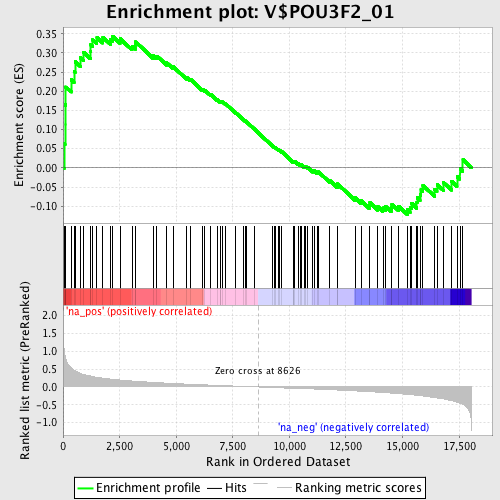 Enrichment plot: V$POU3F2_01
Enrichment score (ES)
0.35
0.30
0.25
0.20
0.15
0.10
0.05
0.00
-0.05
-0.10
'na_pos' (positively correlated)
Ranked list metric (PreRanked)
2.0
1.5
1.0
0.5
0.0
-0.5
-1.0
Zero cross at 8626
'na_neg' (negatively correlated)
0 2,500 5,000 7,500 10,000 12,500 15,000 17,500
Rank in Ordered Dataset
Enrichment profile Hits Ranking metric scores